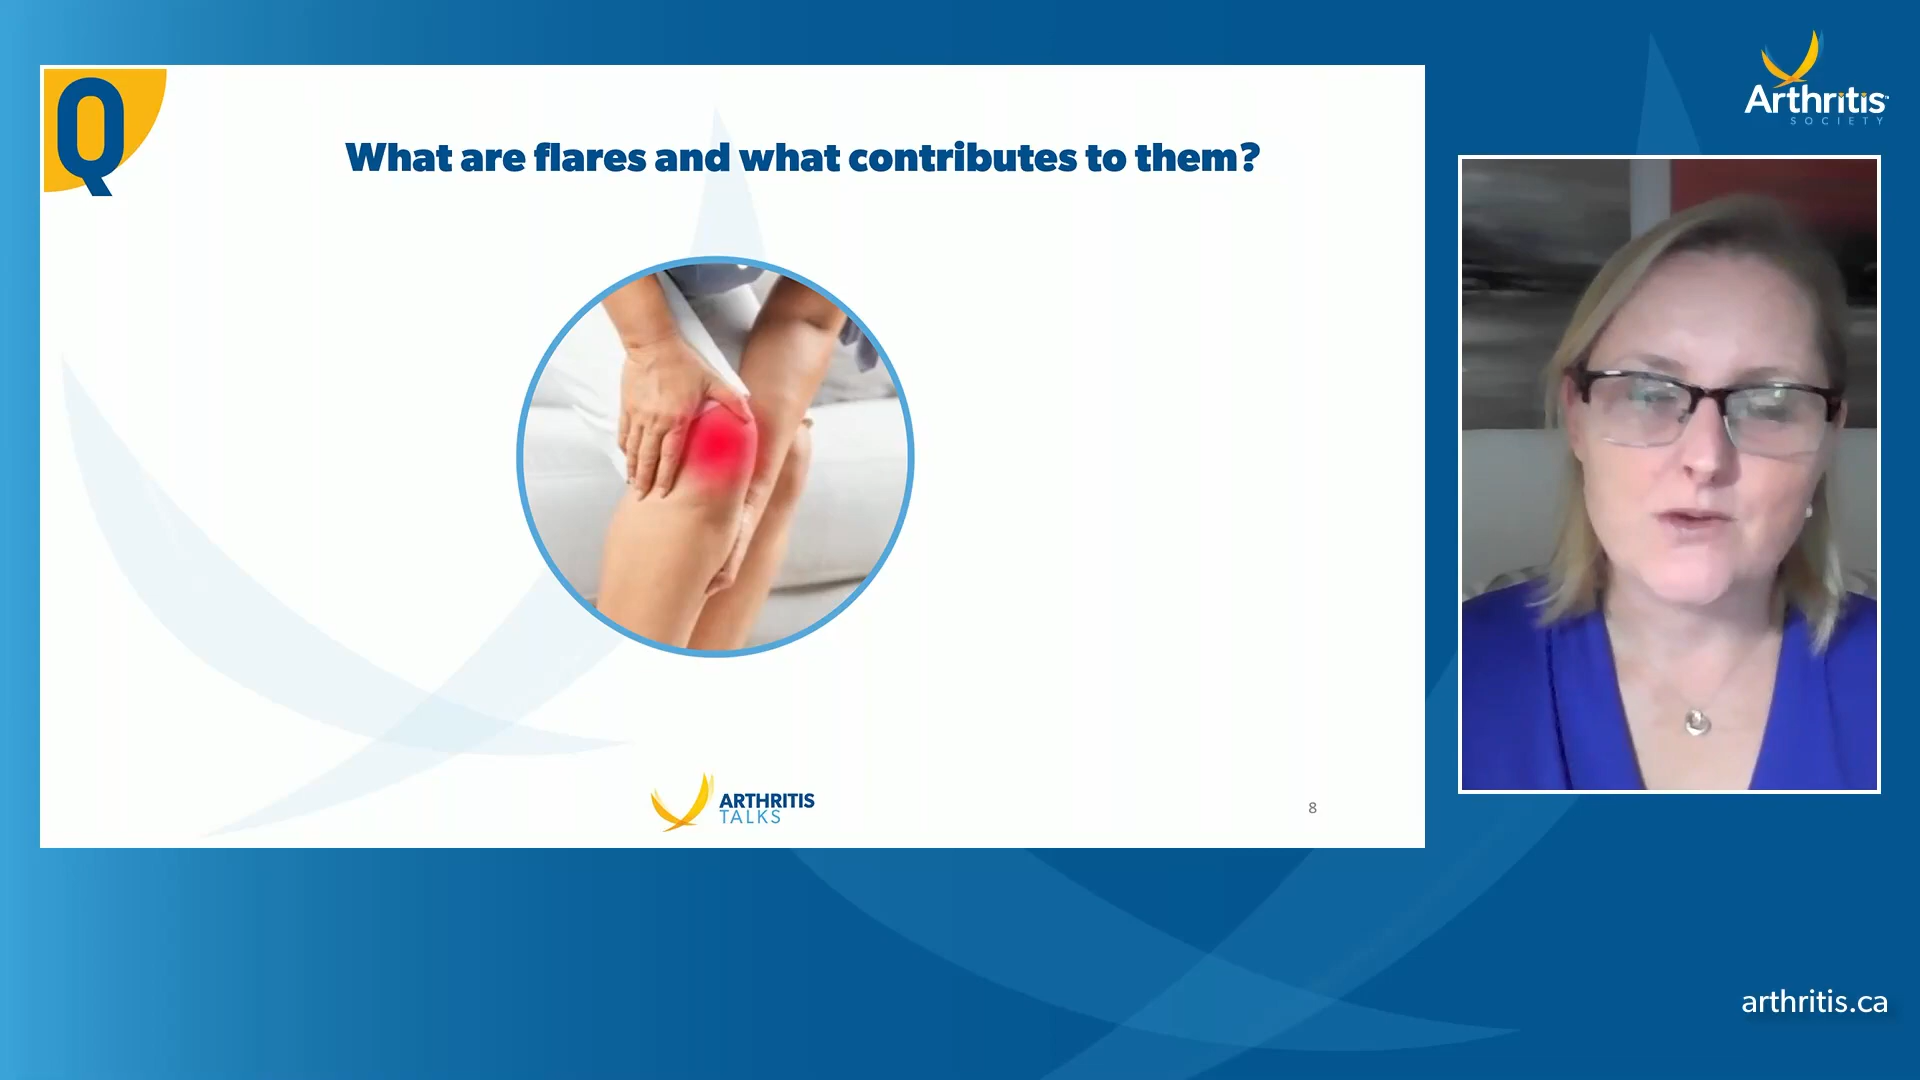 Q
What are flares and what contributes to them?
ARTHRITIS
TALKS
8
Arthritis
SOCIETY
arthritis.ca